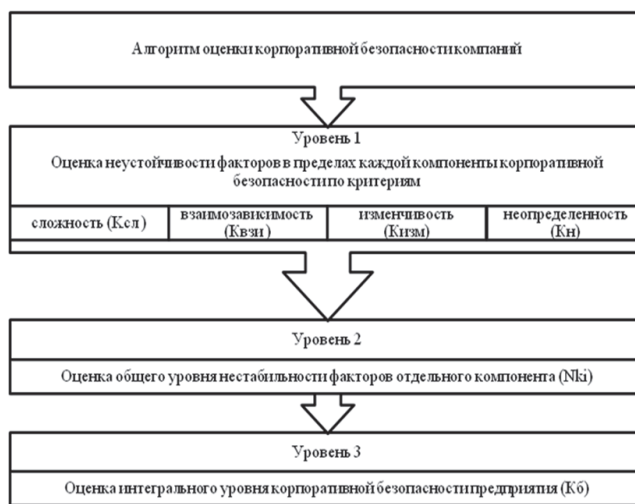 Алгоритм оценки корпоративной безопасности компаний
Уровень 1
Оценка неустойчивости факторов в пределах каждой компоненты корпоративной
безопасности по критериям
сложность (Ксл )
взаимозависимость
(Квзи)
изменчивость
(Кизм)
неопределенность
(Кн)
Уровень 2
Оценка общего уровня нестабильности факторов отдельного компонента (Nki)
Уровень 3
Оценка интегрального уровня корпоративной безопасности предприятия (Кб)